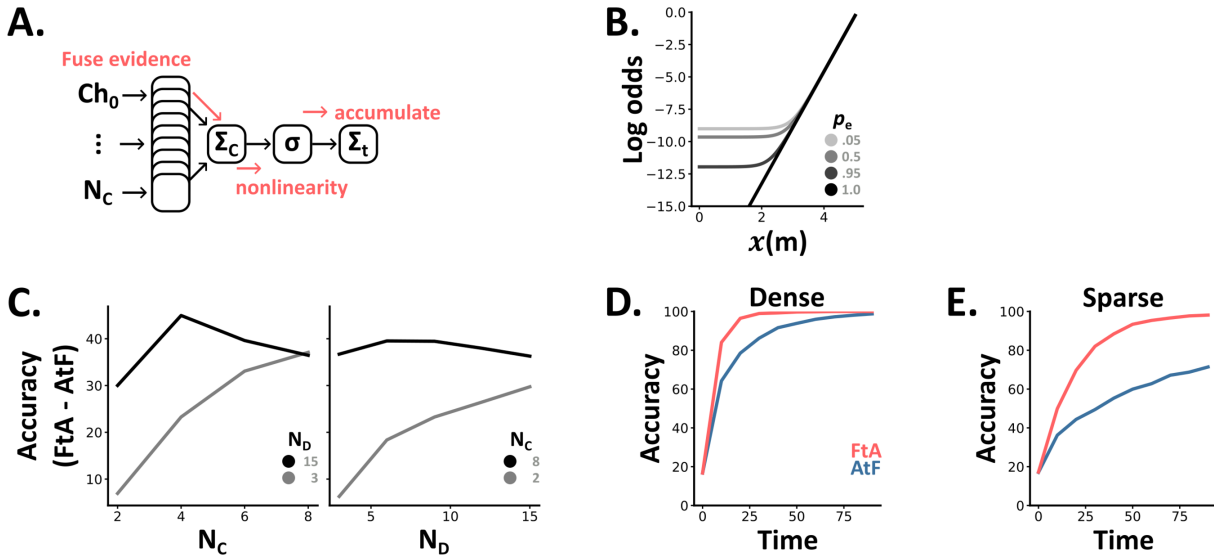 A.
Fuse evidence
Ch0
⋮
NC
ΣC
σ
Σt
accumulate
nonlinearity
B.
Log odds
0.0
−2.5
−5.0
−7.5
−10.0
−12.5
−15.0
0 2 4
x(m)
pe
.05
0.5
.95
1.0
C.
Accuracy
(FtA - AtF)
40
30
20
10
2 4 6 8
NC
ND
15
3
5 10 15
ND
NC
8
2
D.
Dense
Accuracy
100
80
60
40
20
0
0 25 50 75
Time
FtA
AtF
E.
Sparse
Accuracy
100
80
60
40
20
0
0 25 50 75
Time